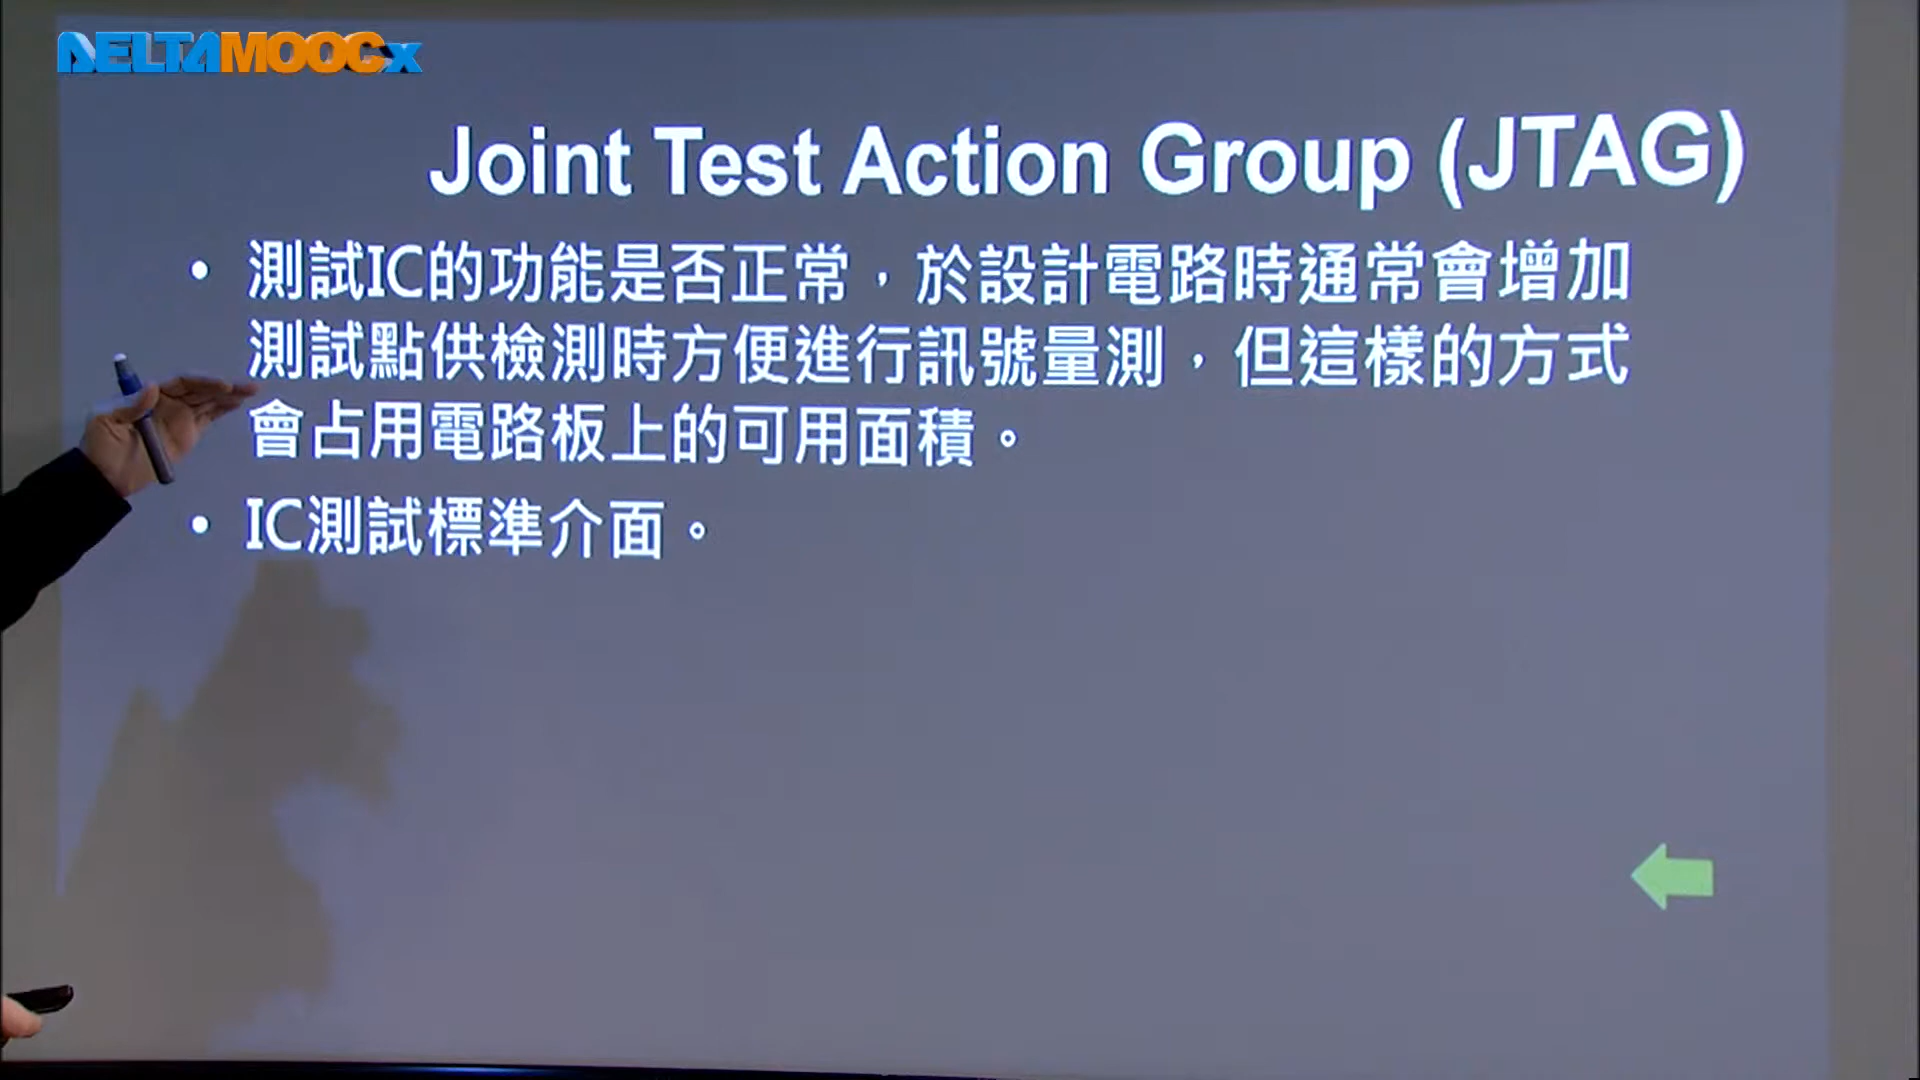 DELTAMOOCx
Joint Test Action Group (JTAG)
• 測試IC的功能是否正常，於設計電路時通常會增加
測試點供檢測時方便進行訊號量測，但這樣的方式
會占用電路板上的可用面積。
• IC測試標準介面。